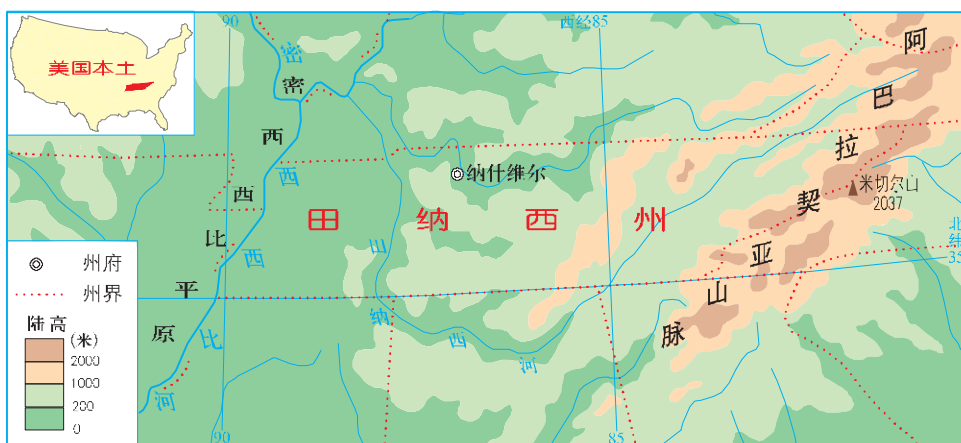 美国本土
90
西经85
密西西比平原
密西西比河
阿巴拉契亚山脉
纳什维尔
米切尔山
2037
田纳西州
北纬
35
山纳西河
州府
州界
陆高
(米)
2000
1000
200
0
90
85